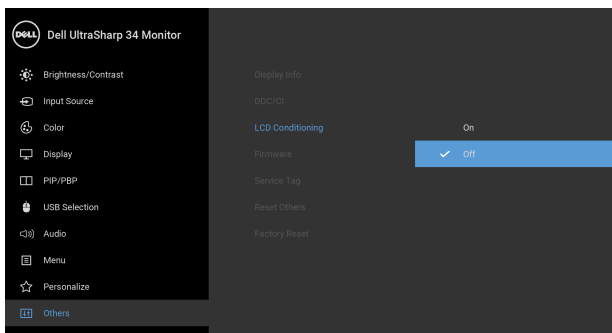 DELL Dell UltraSharp 34 Monitor
Brightness/Contrast
Input Source
Color
Display
PIP/PBP
USB Selection
Audio
Menu
Personalize
Others
Display Info
DDC/CI
LCD Conditioning
Firmware
Service Tag
Reset Others
Factory Reset
On
Off